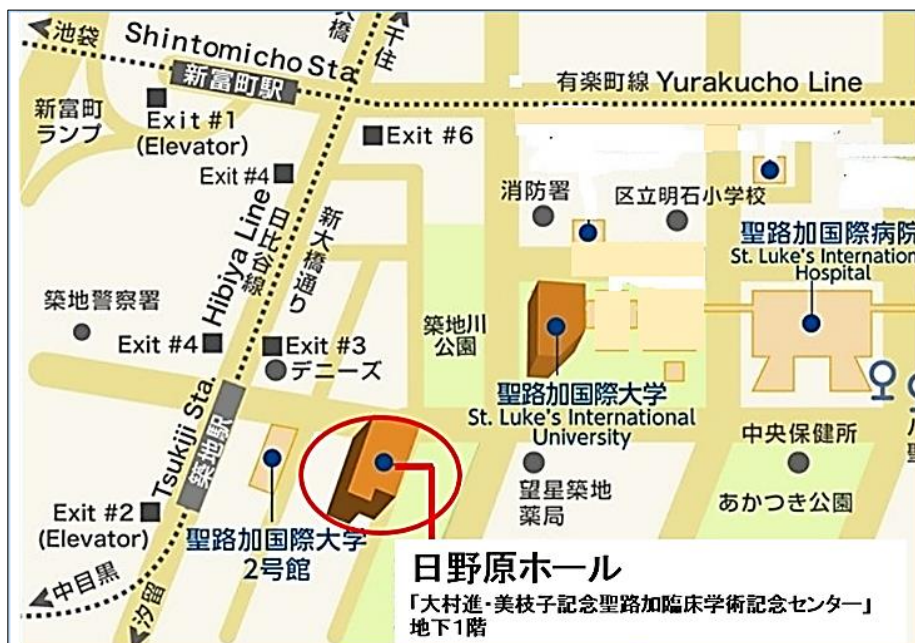 池袋
Shintomicho Sta.
新富町駅
大橋
千住
有楽町線 Yurakucho Line
新富町
ランプ
Exit #1
(Elevator)
Exit #6
Exit #4
Hibiya Line
日比谷線
新大橋通り
消防署
区立明石小学校
聖路加国際病院
St. Luke's Internation
Hospital
築地警察署
Exit #4
Exit #3
デニーズ
築地川
公園
聖路加国際大学
St. Luke's International
University
Tsukiji Sta.
築地駅
中央保健所
望星築地
薬局
あかつき公園
Exit #2
(Elevator)
聖路加国際大学
2号館
中目黒
汐留
日野原ホール
「大村進・美枝子記念聖路加臨床学術記念センター」
地下1階